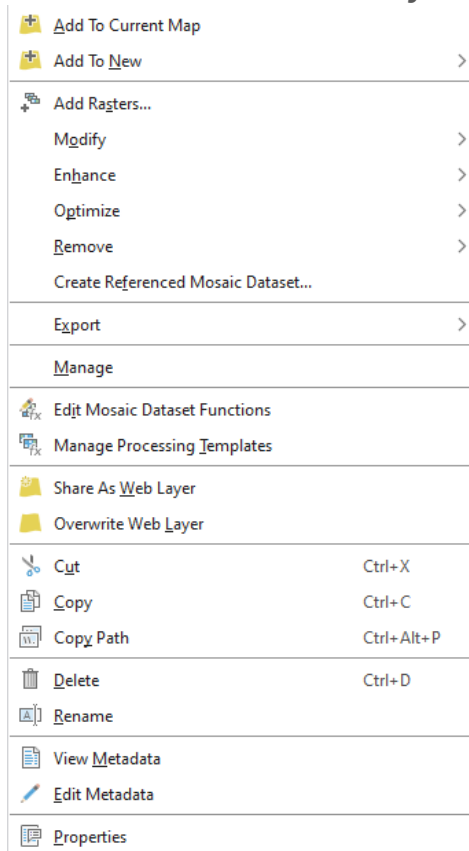 Add To Current Map
Add To New
Add Rasters...
Modify
Enhance
Optimize
Remove
Create Referenced Mosaic Dataset...
Export
Manage
Edit Mosaic Dataset Functions
Manage Processing Templates
Share As Web Layer
Overwrite Web Layer
Cut Ctrl+X
Copy Ctrl+C
Copy Path Ctrl+Alt+P
Delete Ctrl+D
Rename
View Metadata
Edit Metadata
Properties